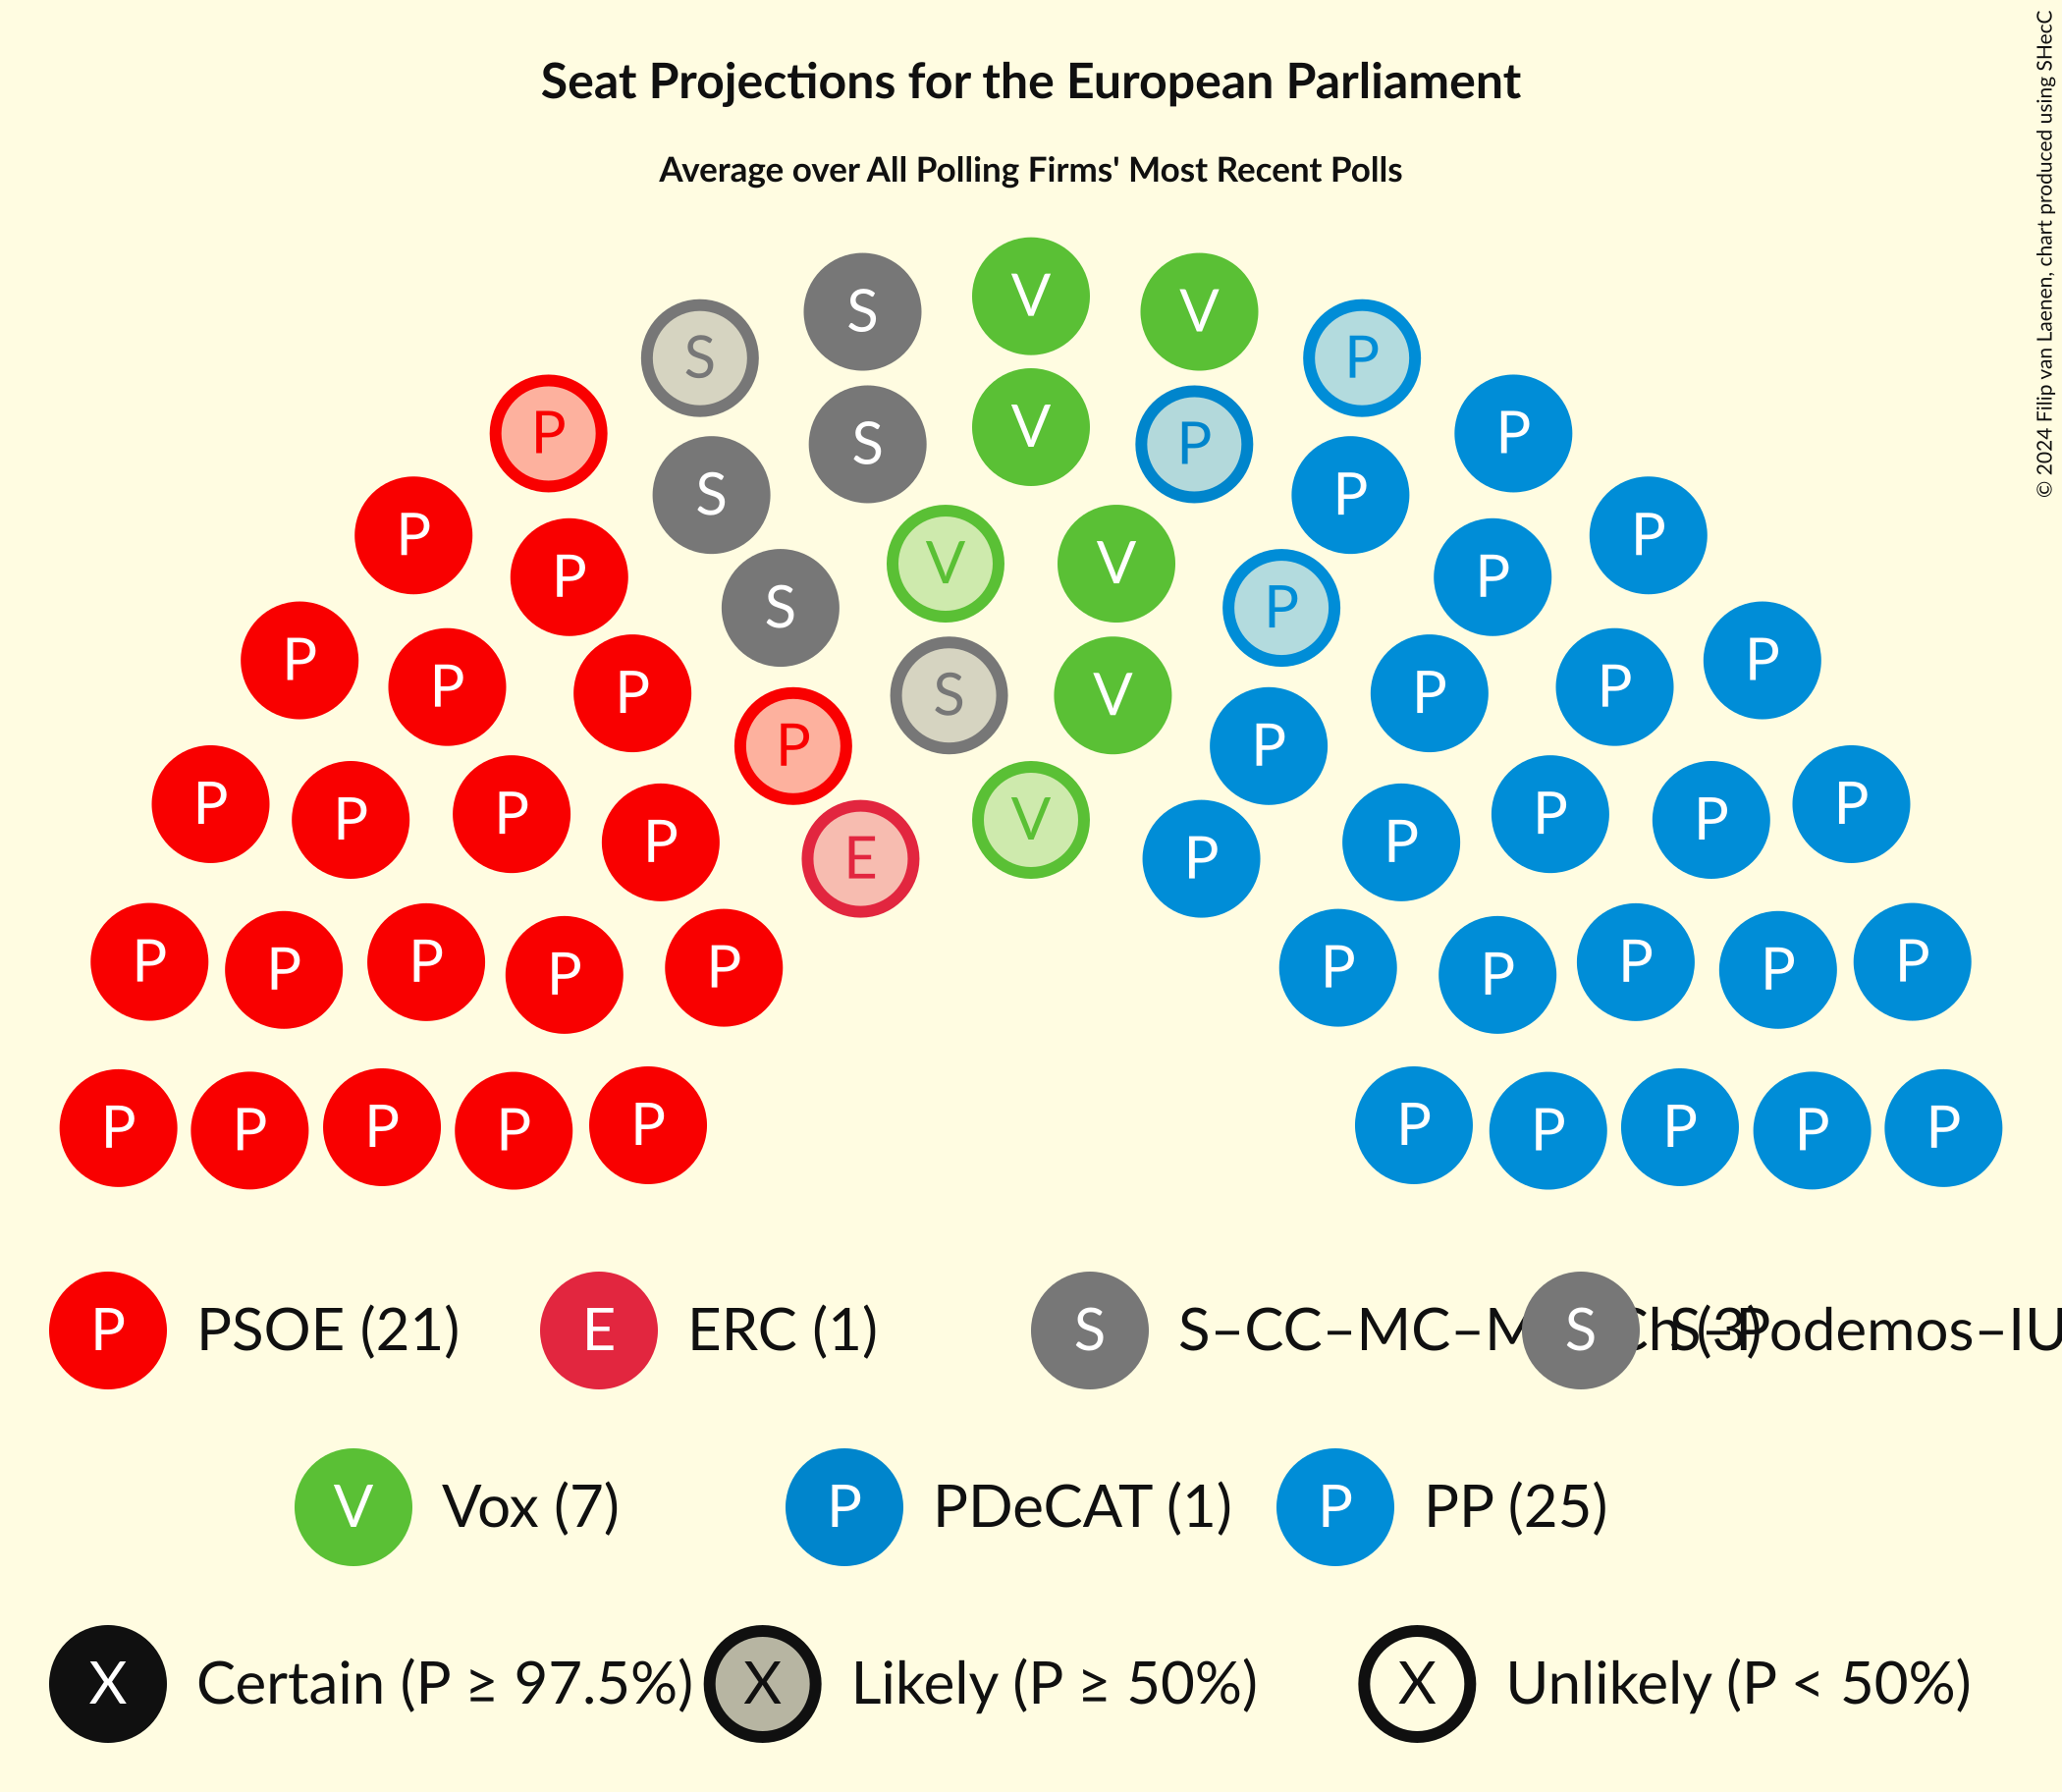 Seat Projections for the European Parliament
Average over All Polling Firms' Most Recent Polls
© 2024 Filip van Laenen, chart produced using SHecC
V
S V
S P
V
P S P P
S P
P V V P
P P
S P
P P
P P P
S V
P P
P P
P P
P P
V
P P
E P
P P P P
P P P P
P P
P P
P P P P P P P P P P
P PSOE (21) E ERC (1) S S–CC–MC–M (3) S S–Podemos–IU
V Vox (7) P PDeCAT (1) P PP (25)
X Certain (P ≥ 97.5%) X Likely (P ≥ 50%) X Unlikely (P < 50%)